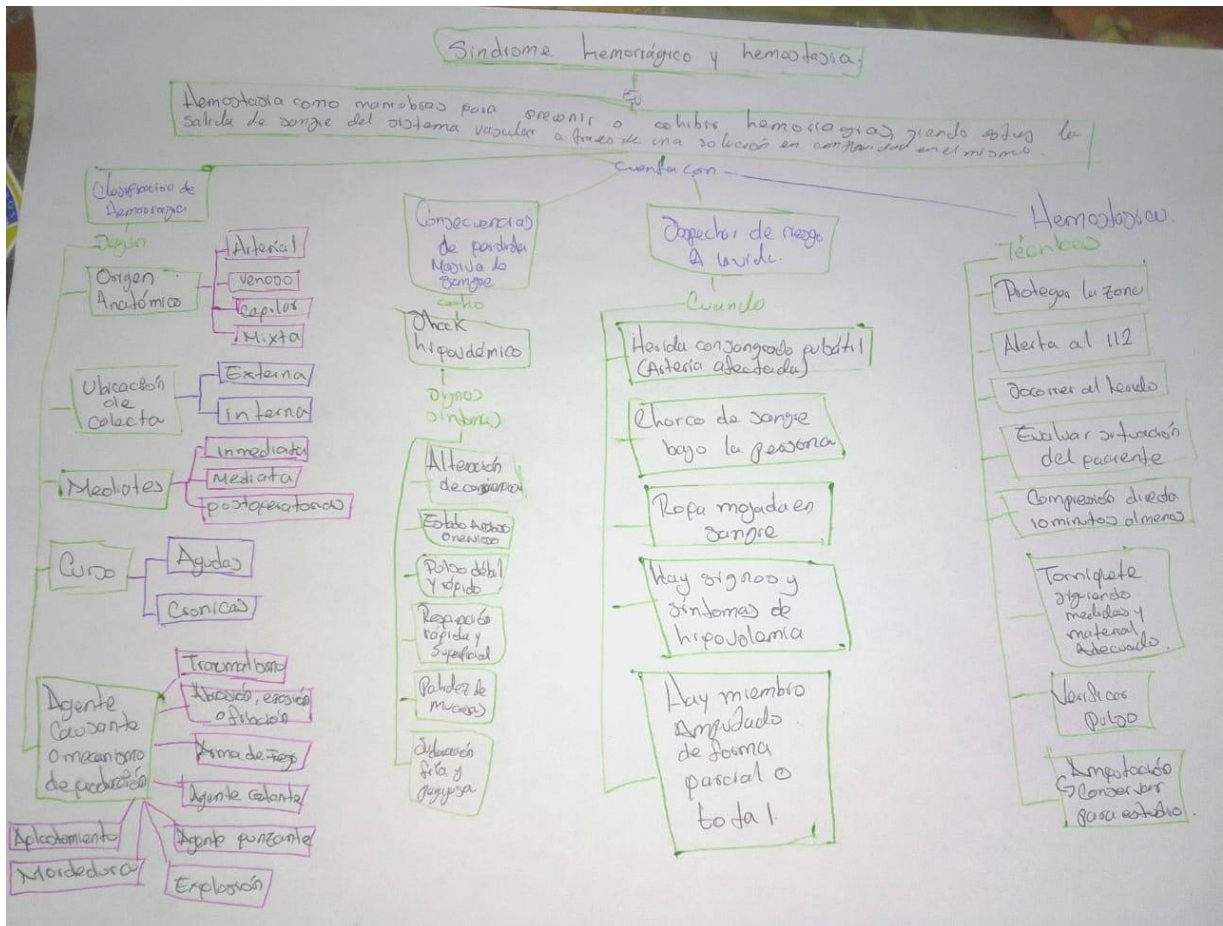 Sindrome hemorrágico y hemostasia.
es
Hemostasia como maniobras para prevenir o cohibir hemorragias, siendo estas la
salida de sangre del sistema vascular a través de una solución en continuidad en el mismo.
Cuenta con
Clasificación de
Hemorragia
Según
Origen
Anatómico
Arterial
venoso
Capilar
Mixta
Ubicación
de
colecta
Externa
interna
Mediates
inmediata
Mediata
postoperatorias
Curso
Agudas
Cronicas
Agente
Causante
o mecanismo
de producción
Traumatismo
Abrasión, erosión
o fricción
Arma de Fuego
Agente cortante
Agente punzante
Explosión
Aplastamiento
Mordedura
Consecuencias
de perdida
Masiva de
Sangre
como
Shock
hipovolémico
Signos
síntomas
Alteración
de conciencia
Estado
Pulso débil
y rápido
Respiración
rápida y
Superficial
Palidez de
mucosas
Sudoración
fría y
pegajosa
Sospechar de riesgo
A la vida.
Cuando
Herida con sangrado pulsátil
(Arteria afectada)
Charco de sangre
bajo la persona
Ropa mojada en
sangre
Hay signos y
síntomas de
hipovolemia
Hay miembro
Amputado
de forma
parcial o
total.
Hemostasia
Técnicas
Proteger la zona
Alerta al 112
Socorrer al herido
Evaluar situación
del paciente
Compresión directa
10 minutos al menos
Torniquete
siguiendo
medidas y
material
Adecuado.
Verificar
pulso
Amputación
Conservar
para estudio.